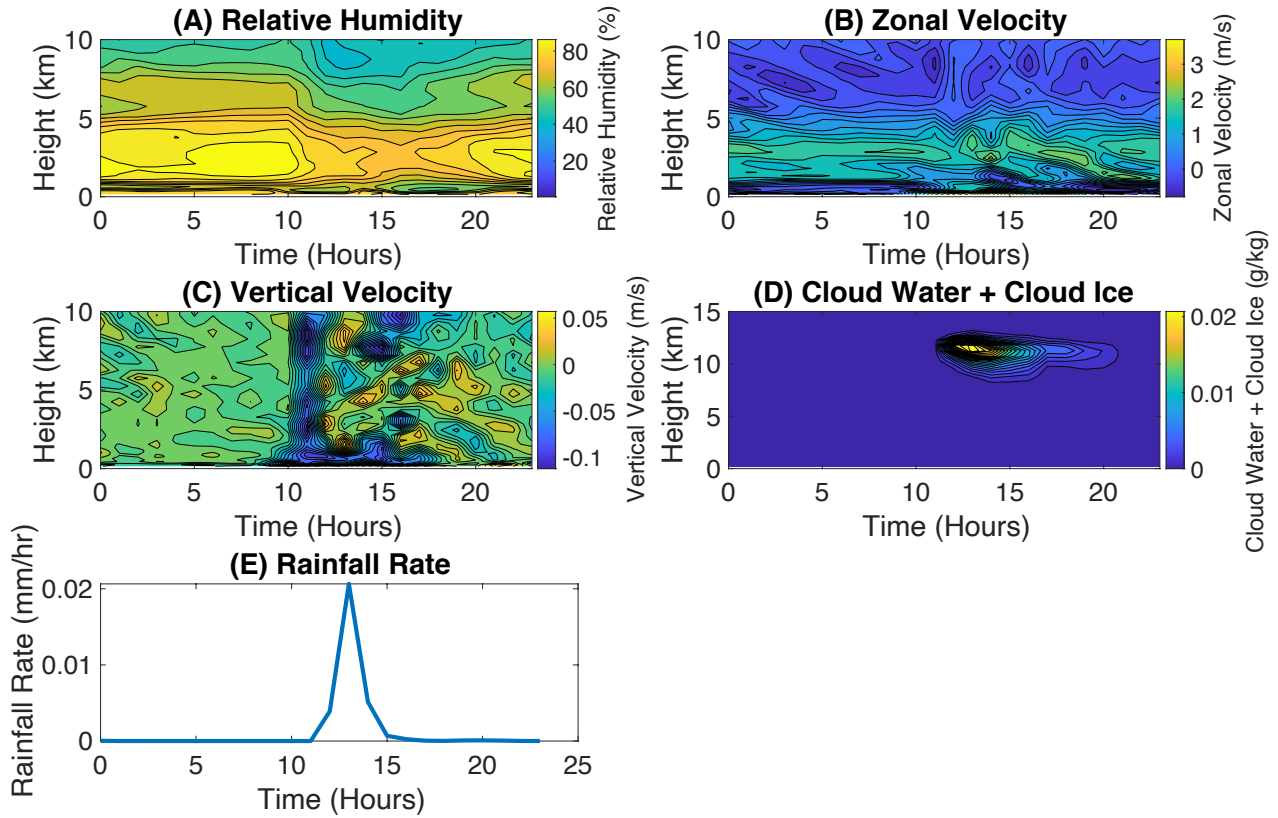 (A) Relative Humidity
10
5
0
Height (km)
0
10
20
Time (Hours)
80
60
40
20
Relative Humidity (%)
(B) Zonal Velocity
10
5
0
Height (km)
0
5
10
15
20
Time (Hours)
3
2
1
0
Zonal Velocity (m/s)
(C) Vertical Velocity
10
5
0
Height (km)
0
5
10
15
20
Time (Hours)
0.05
0
-0.05
-0.1
Vertical Velocity (m/s)
(D) Cloud Water + Cloud Ice
15
10
5
0
Height (km)
0
5
10
15
20
Time (Hours)
0.02
0.01
0
Cloud Water + Cloud Ice (g/kg)
(E) Rainfall Rate
0.02
0.01
0
Rainfall Rate (mm/hr)
0
5
10
15
20
25
Time (Hours)